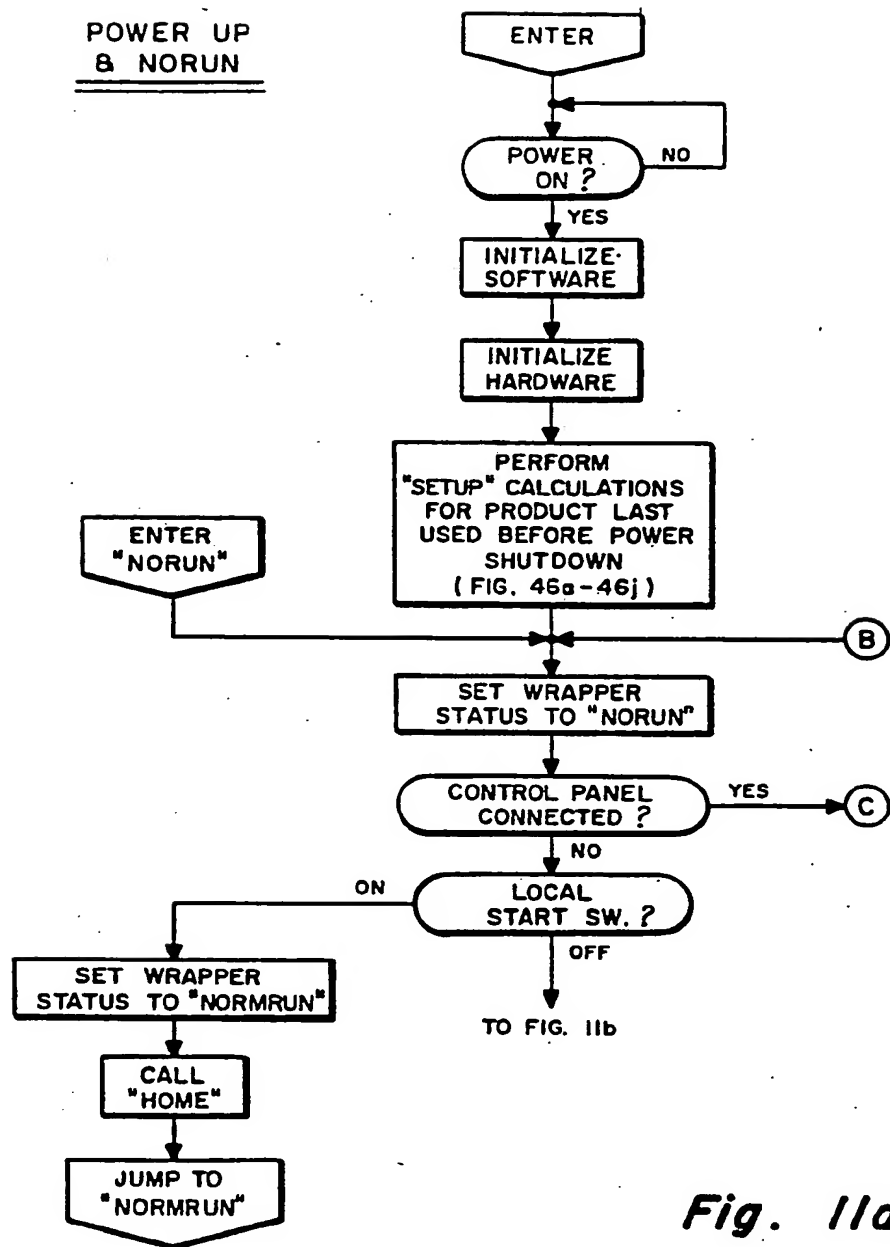 POWER UP
& NORUN
ENTER
POWER
ON ?
NO
YES
INITIALIZE
SOFTWARE
INITIALIZE
HARDWARE
PERFORM
"SETUP" CALCULATIONS
FOR PRODUCT LAST
USED BEFORE POWER
SHUTDOWN
( FIG. 46a-46j )
ENTER
"NORUN"
B
SET WRAPPER
STATUS TO "NORUN"
CONTROL PANEL
CONNECTED ?
YES
C
NO
LOCAL
START SW. ?
ON
OFF
SET WRAPPER
STATUS TO "NORMRUN"
TO FIG. 11b
CALL
"HOME"
JUMP TO
"NORMRUN"
Fig. 11a